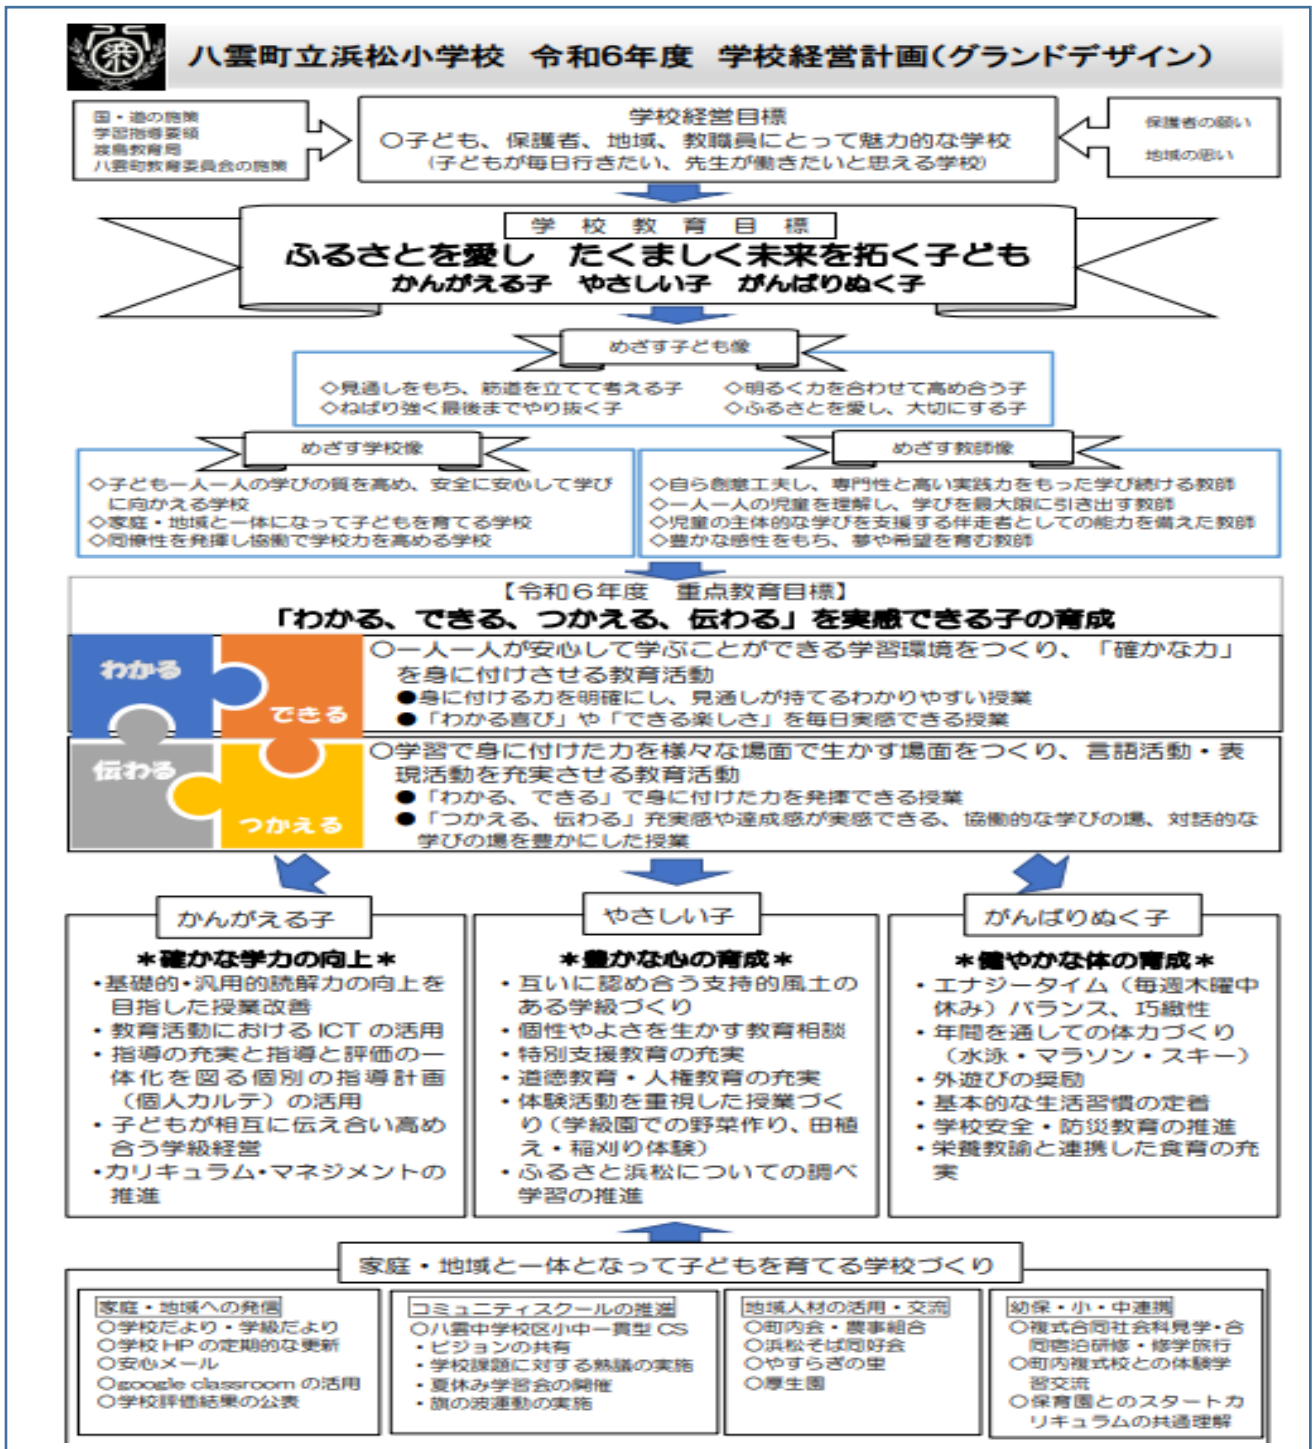 八雲町立浜松小学校 令和6年度 学校経営計画(グランドデザイン)
国・道の施策
学習指導要領
渡島教育局
八雲町教育委員会の施策
学校経営目標
○子ども、保護者、地域、教職員にとって魅力的な学校
(子どもが毎日行きたい、先生が働きたいと思える学校)
保護者の願い
地域の思い
学校教育目標
ふるさとを愛し たくましく未来を拓く子ども
かんがえる子 やさしい子 がんばりぬく子
めざす子ども像
◇見通しをもち、筋道を立てて考える子
◇ねばり強く最後までやり抜く子
◇明るく力を合わせて高め合う子
◇ふるさとを愛し、大切にする子
めざす学校像
◇子ども一人一人の学びの質を高め、安全に安心して学び
に向かえる学校
◇家庭・地域と一体になって子どもを育てる学校
◇同僚性を発揮し協働で学校力を高める学校
めざす教師像
◇自ら創意工夫し、専門性と高い実践力をもった学び続ける教師
◇一人一人の児童を理解し、学びを最大限に引き出す教師
◇児童の主体的な学びを支援する伴走者としての能力を備えた教師
◇豊かな感性をもち、夢や希望を育む教師
【令和6年度 重点教育目標】
「わかる、できる、つかえる、伝わる」を実感できる子の育成
わかる
できる
伝わる
つかえる
○一人一人が安心して学ぶことができる学習環境をつくり、「確かな力」
を身に付けさせる教育活動
●身に付ける力を明確にし、見通しが持てるわかりやすい授業
●「わかる喜び」や「できる楽しさ」を毎日実感できる授業
○学習で身に付けた力を様々な場面で生かす場面をつくり、言語活動・表
現活動を充実させる教育活動
●「わかる、できる」で身に付けた力を発揮できる授業
●「つかえる、伝わる」充実感や達成感が実感できる、協働的な学びの場、対話的な
学びの場を豊かにした授業
かんがえる子
＊確かな学力の向上＊
・基礎的・汎用的読解力の向上を
目指した授業改善
・教育活動におけるICTの活用
・指導の充実と指導と評価の一
体化を図る個別の指導計画
(個人カルテ)の活用
・子どもが相互に伝え合い高め
合う学級経営
・カリキュラム・マネジメントの
推進
やさしい子
＊豊かな心の育成＊
・互いに認め合う支持的風土の
ある学級づくり
・個性やよさを生かす教育相談
・特別支援教育の充実
・道徳教育・人権教育の充実
・体験活動を重視した授業づく
り(学級園での野菜作り、田植
え・稲刈り体験)
・ふるさと浜松についての調べ
学習の推進
がんばりぬく子
＊健やかな体の育成＊
・エナジータイム(毎週木曜中
休み)バランス、巧緻性
・年間を通しての体力づくり
(水泳・マラソン・スキー)
・外遊びの奨励
・基本的な生活習慣の定着
・学校安全・防災教育の推進
・栄養教諭と連携した食育の充
実
家庭・地域と一体となって子どもを育てる学校づくり
家庭・地域への発信
○学校だより・学級だより
○学校HPの定期的な更新
○安心メール
○google classroomの活用
○学校評価結果の公表
コミュニティスクールの推進
○八雲中学校区小中一貫型CS
・ビジョンの共有
・学校課題に対する熟議の実施
・夏休み学習会の開催
・旗の波運動の実施
地域人材の活用・交流
○町内会・農事組合
○浜松そば同好会
○やすらぎの里
○厚生園
幼保・小・中連携
○複式合同社会科見学・合
同宿泊研修・修学旅行
○町内複式校との体験学
習交流
○保育園とのスタートカ
リキュラムの共通理解